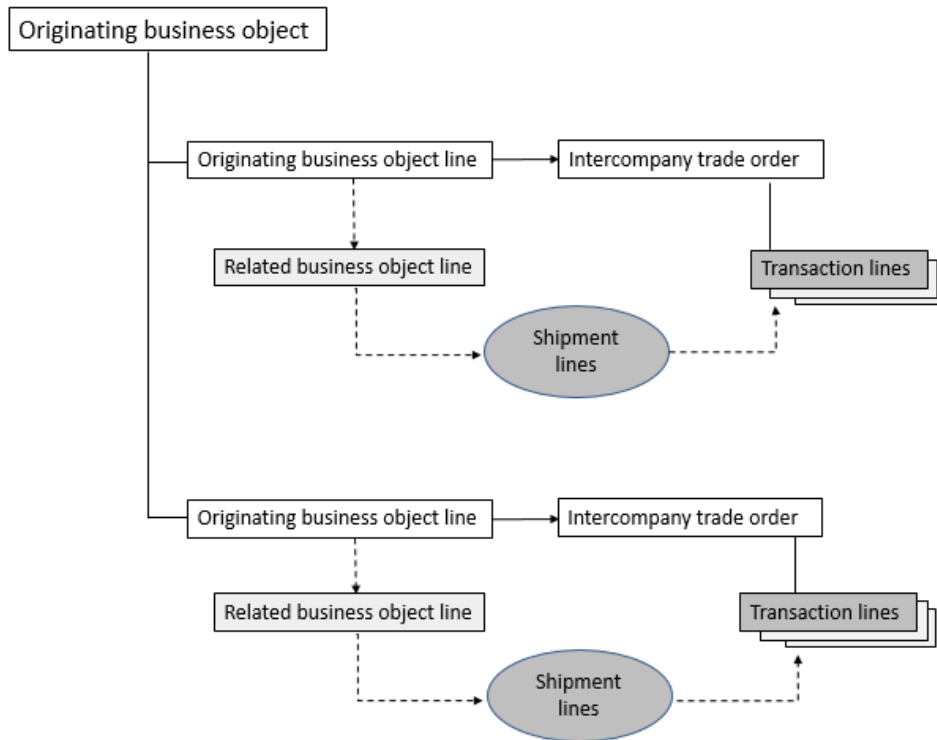 Originating business object
Originating business object line
Intercompany trade order
Related business object line
Transaction lines
Shipment
lines
Originating business object line
Intercompany trade order
Related business object line
Transaction lines
Shipment
lines